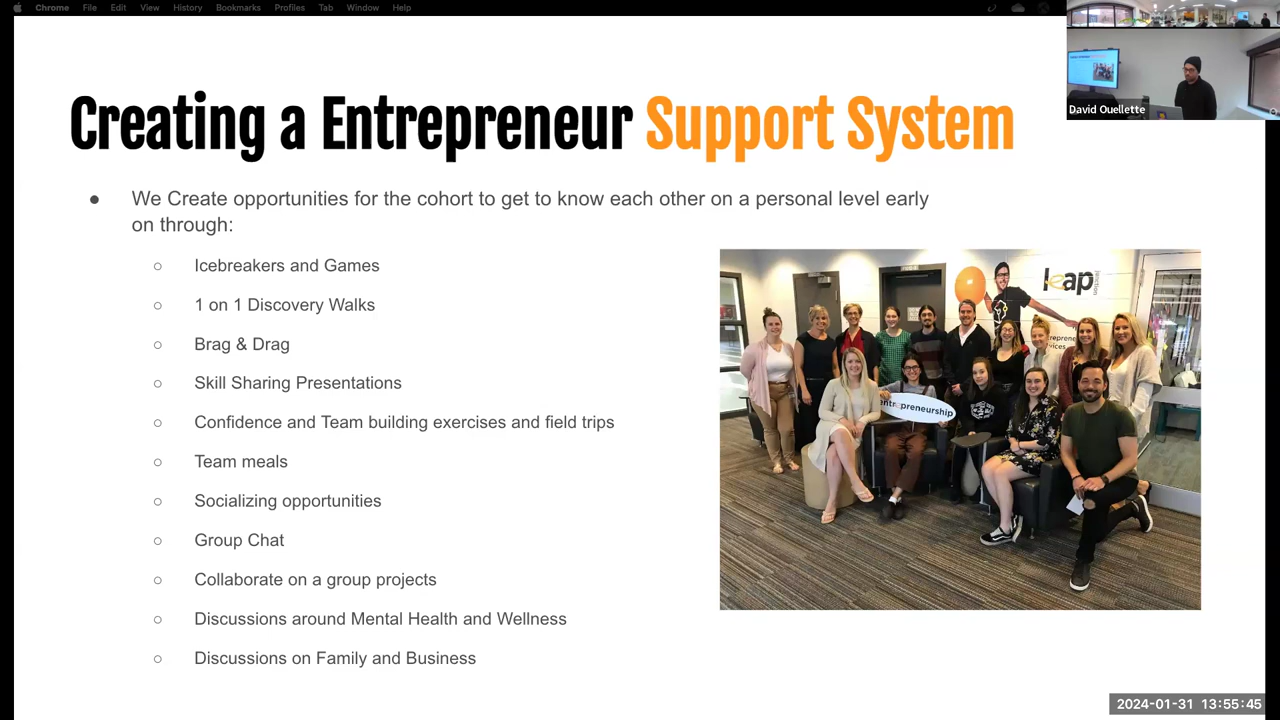 Chrome File Edit View History Bookmarks Profiles Tab Window Help
David Ouellette
Creating a Entrepreneur Support System
● We Create opportunities for the cohort to get to know each other on a personal level early
on through:
○ Icebreakers and Games
○ 1 on 1 Discovery Walks
○ Brag & Drag
○ Skill Sharing Presentations
○ Confidence and Team building exercises and field trips
○ Team meals
○ Socializing opportunities
○ Group Chat
○ Collaborate on a group projects
○ Discussions around Mental Health and Wellness
○ Discussions on Family and Business
leap
junction
entrepreneurship
2024-01-31 13:55:45